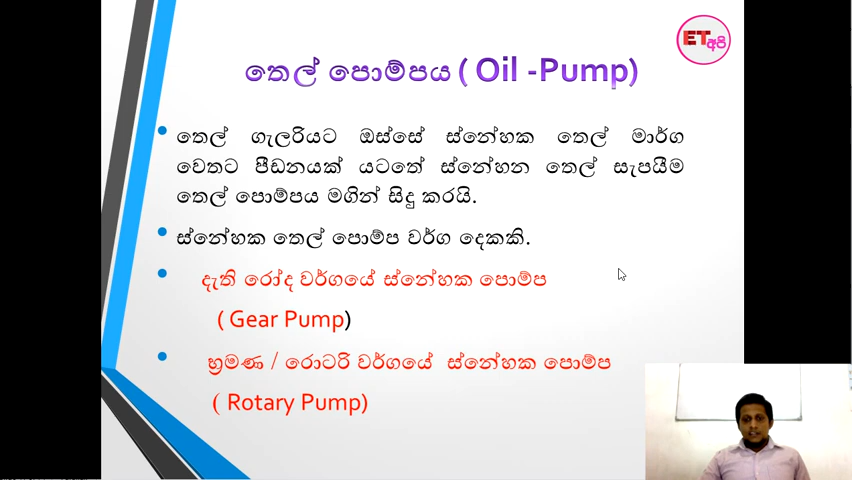 ET අපි
තෙල් පොම්පය ( Oil -Pump)
තෙල් ගැලරියට ඔස්සේ ස්නේහක තෙල් මාර්ග
වෙතට පීඩනයක් යටතේ ස්නේහන තෙල් සැපයීම
තෙල් පොම්පය මගින් සිදු කරයි.
ස්නේහක තෙල් පොම්ප වර්ග දෙකකි.
දැති රෝද වර්ගයේ ස්නේහක පොම්ප
( Gear Pump)
භ්‍රමණ / රොටරි වර්ගයේ ස්නේහක පොම්ප
( Rotary Pump)